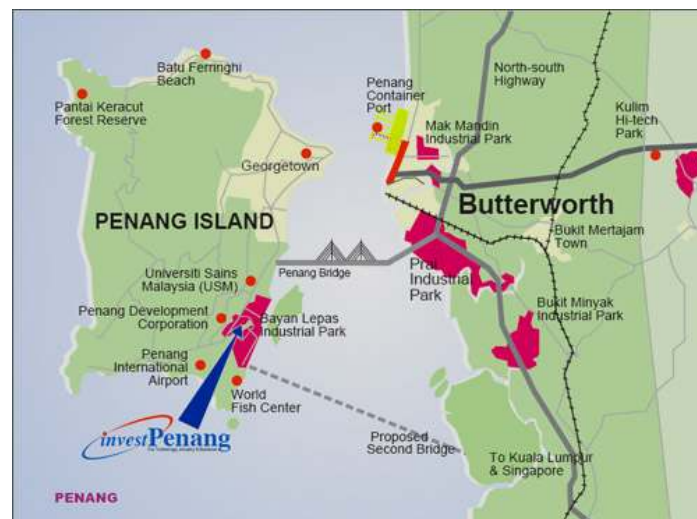 Batu Ferringhi
Beach
Pantai Keracut
Forest Reserve
Georgetown
PENANG ISLAND
Penang
Container
Port
North-south
Highway
Mak Mandin
Industrial Park
Kulim
Hi-tech
Park
Butterworth
Bukit Mertajam
Town
Universiti Sains
Malaysia (USM)
Penang Bridge
Prai
Industrial
Park
Penang Development
Corporation
Bayan Lepas
Industrial Park
Bukit Minyak
Industrial Park
Penang
International
Airport
World
Fish Center
investPenang
Proposed
Second Bridge
To Kuala Lumpur
& Singapore
PENANG